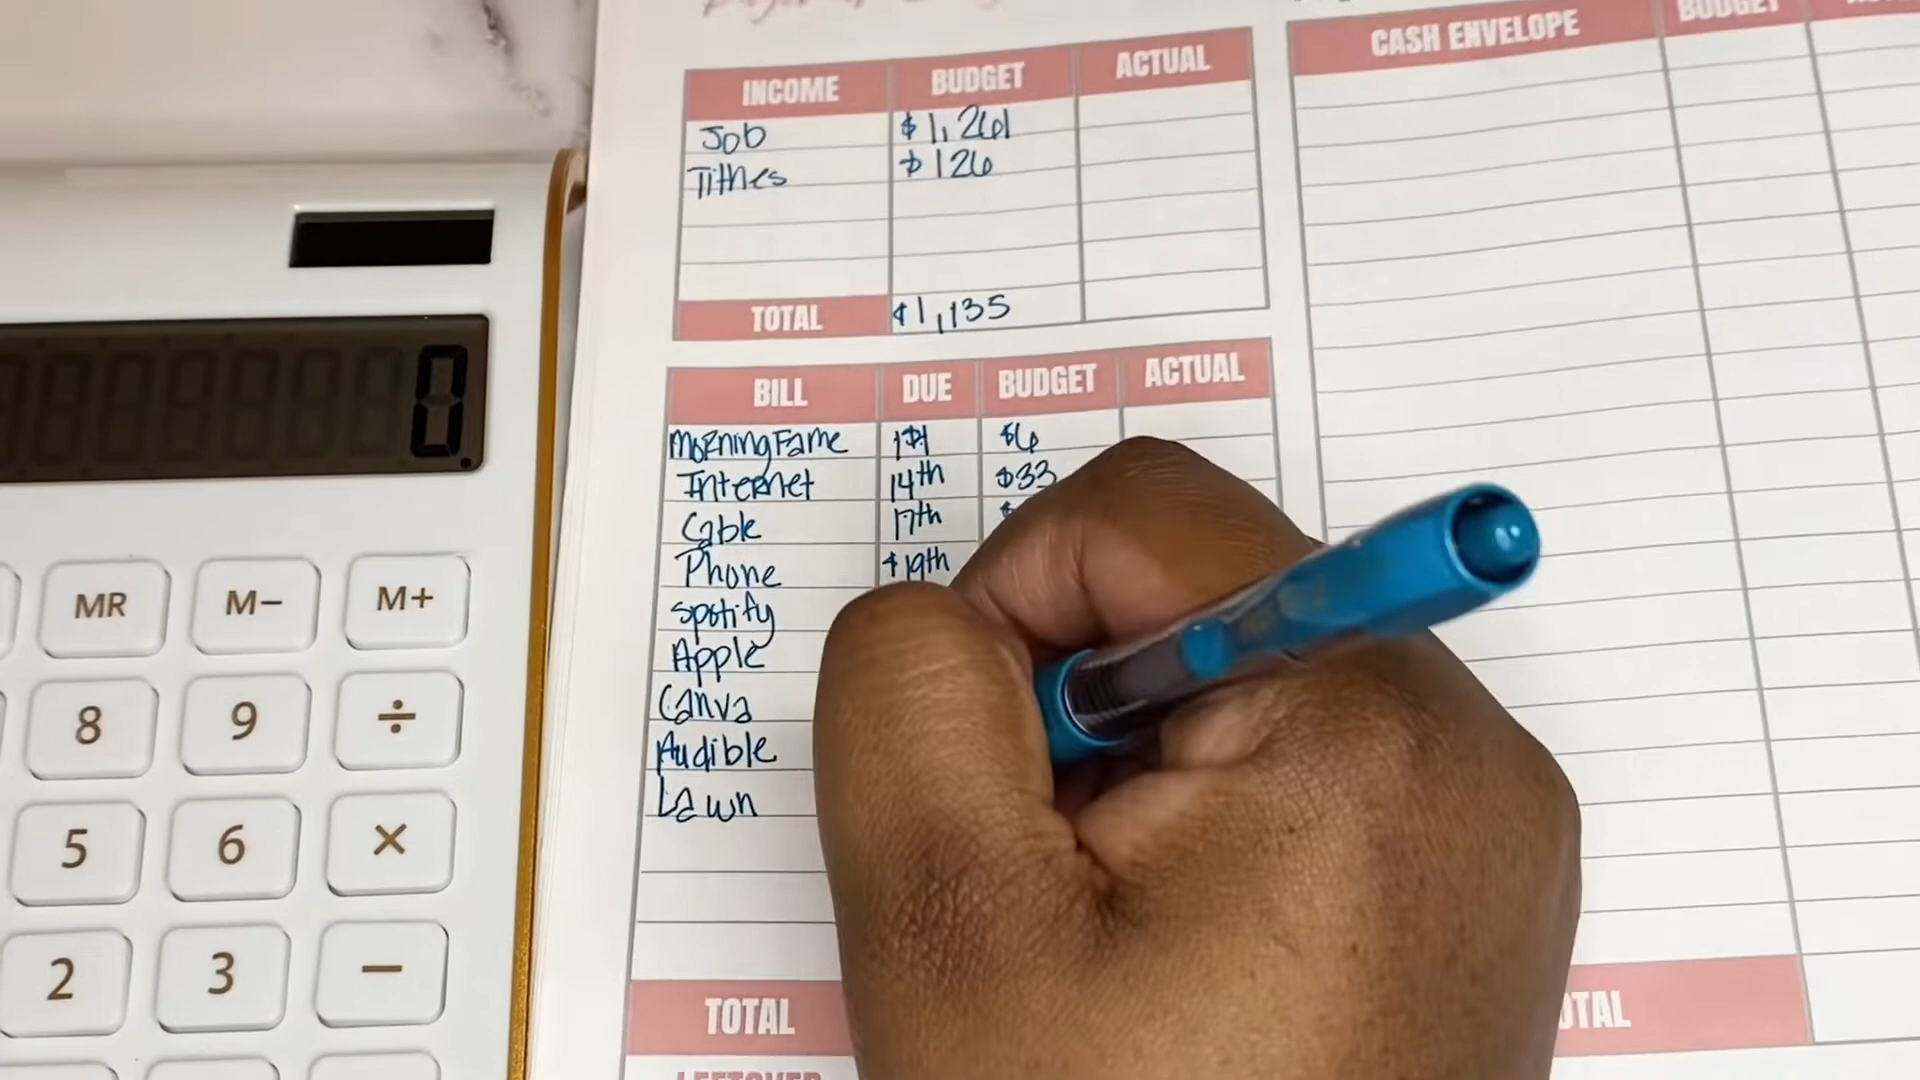 CASH ENVELOPE BUDGET
INCOME BUDGET ACTUAL
Job $1,261
Tithes $126
TOTAL $1,135
BILL DUE BUDGET ACTUAL
MorningFame 1st $6
Internet 14th $33
Cable 17th $
Phone $19th
Spotify
Apple
Canva
Audible
Lawn
TOTAL
0
MR M− M+
8 9 ÷
5 6 ×
2 3 −